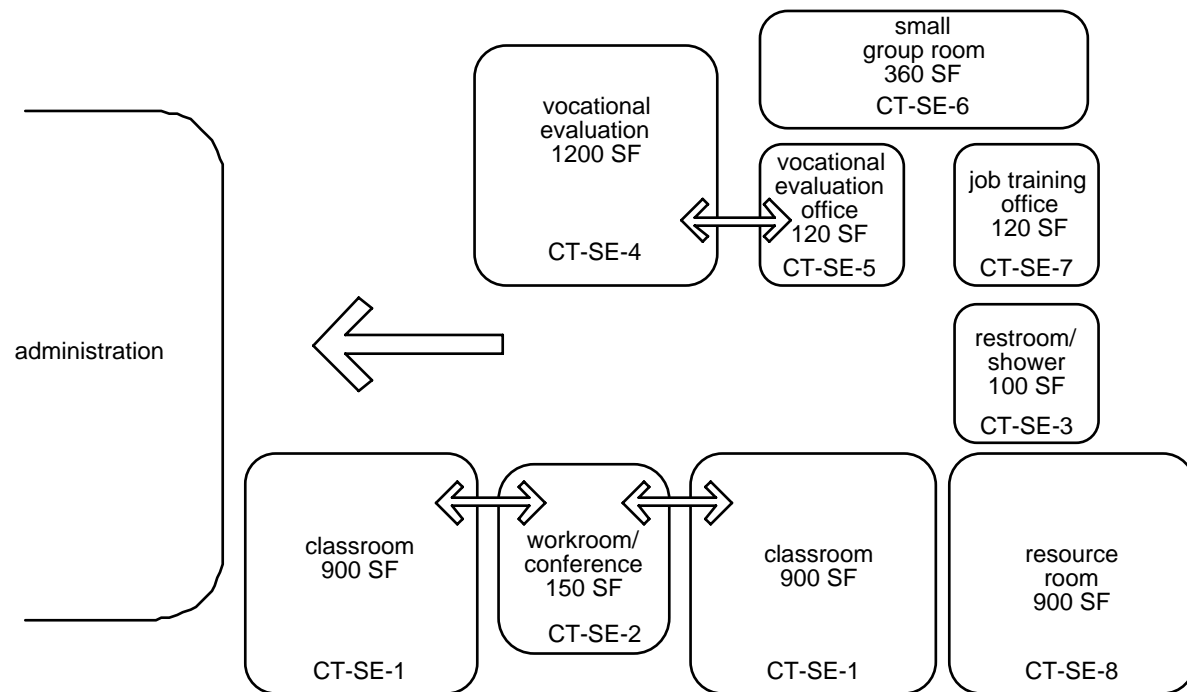 small
group room
360 SF
CT-SE-6
vocational
evaluation
1200 SF
CT-SE-4
vocational
evaluation
office
120 SF
CT-SE-5
job training
office
120 SF
CT-SE-7
administration
restroom/
shower
100 SF
CT-SE-3
classroom
900 SF
CT-SE-1
workroom/
conference
150 SF
CT-SE-2
classroom
900 SF
CT-SE-1
resource
room
900 SF
CT-SE-8